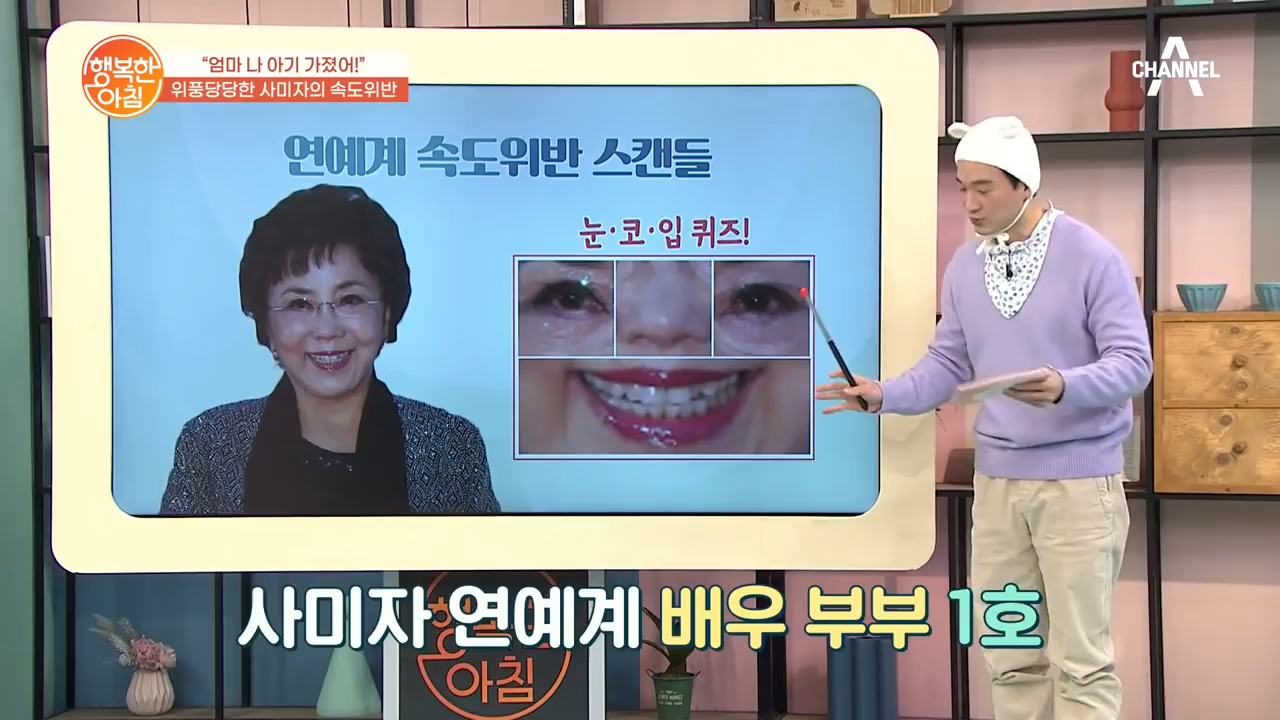 행복한
아침
“엄마 나 아기 가졌어!”
위풍당당한 사미자의 속도위반
CHANNEL A
연예계 속도위반 스캔들
눈·코·입 퀴즈!
사미자 연예계 배우 부부 1호
아침